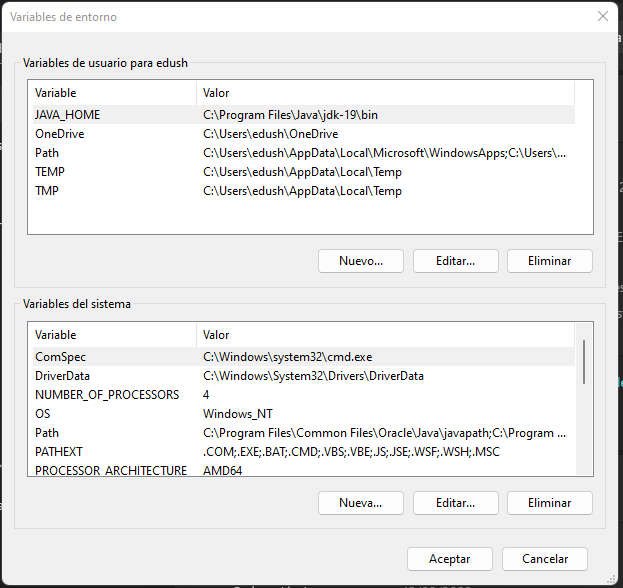 Variables de entorno
Variables de usuario para edush
Variable Valor
JAVA_HOME C:\Program Files\Java\jdk-19\bin
OneDrive C:\Users\edush\OneDrive
Path C:\Users\edush\AppData\Local\Microsoft\WindowsApps;C:\Users\...
TEMP C:\Users\edush\AppData\Local\Temp
TMP C:\Users\edush\AppData\Local\Temp
Nuevo... Editar... Eliminar
Variables del sistema
Variable Valor
ComSpec C:\Windows\system32\cmd.exe
DriverData C:\Windows\System32\Drivers\DriverData
NUMBER_OF_PROCESSORS 4
OS Windows_NT
Path C:\Program Files\Common Files\Oracle\Java\javapath;C:\Program ...
PATHEXT .COM;.EXE;.BAT;.CMD;.VBS;.VBE;.JS;.JSE;.WSF;.WSH;.MSC
PROCESSOR_ARCHITECTURE AMD64
Nueva... Editar... Eliminar
Aceptar Cancelar